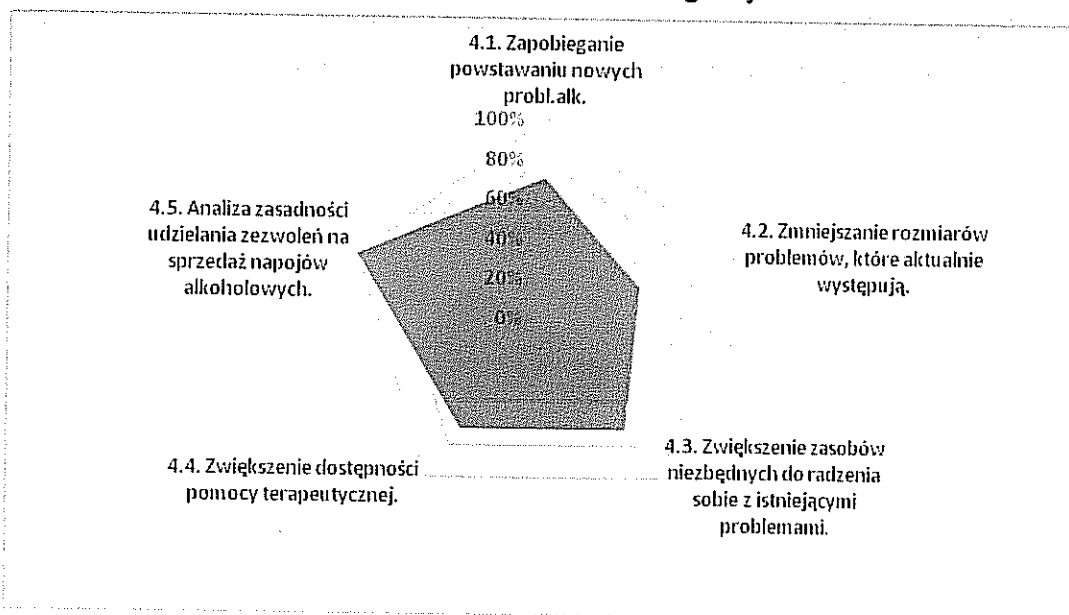 4.1. Zapobieganie
powstawaniu nowych
probl.alk.
100%
80%
60%
40%
20%
0%
4.2. Zmniejszanie rozmiarów
problemów, które aktualnie
występują.
4.3. Zwiększenie zasobów
niezbędnych do radzenia
sobie z istniejącymi
problemami.
4.4. Zwiększenie dostępności
pomocy terapeutycznej.
4.5. Analiza zasadności
udzielania zezwoleń na
sprzedaż napojów
alkoholowych.